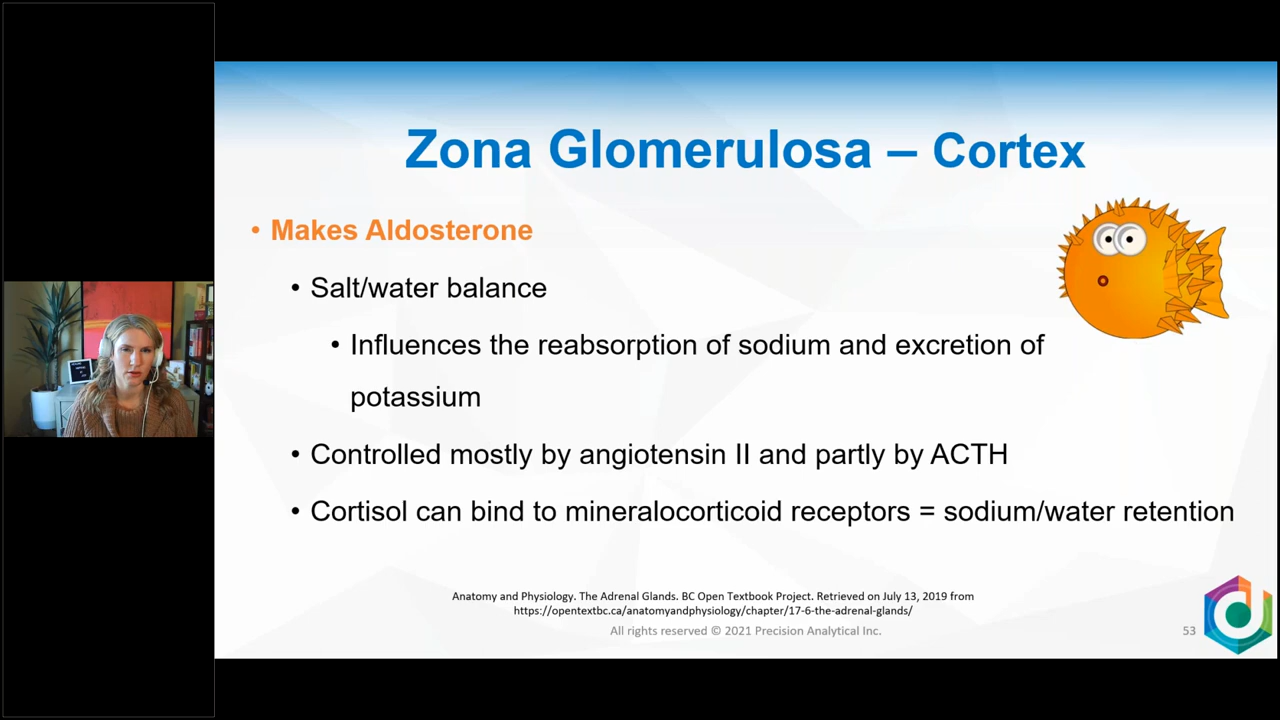 Zona Glomerulosa – Cortex
• Makes Aldosterone
• Salt/water balance
• Influences the reabsorption of sodium and excretion of
potassium
• Controlled mostly by angiotensin II and partly by ACTH
• Cortisol can bind to mineralocorticoid receptors = sodium/water retention
Anatomy and Physiology. The Adrenal Glands. BC Open Textbook Project. Retrieved on July 13, 2019 from
https://opentextbc.ca/anatomyandphysiology/chapter/17-6-the-adrenal-glands/
All rights reserved © 2021 Precision Analytical Inc.
53